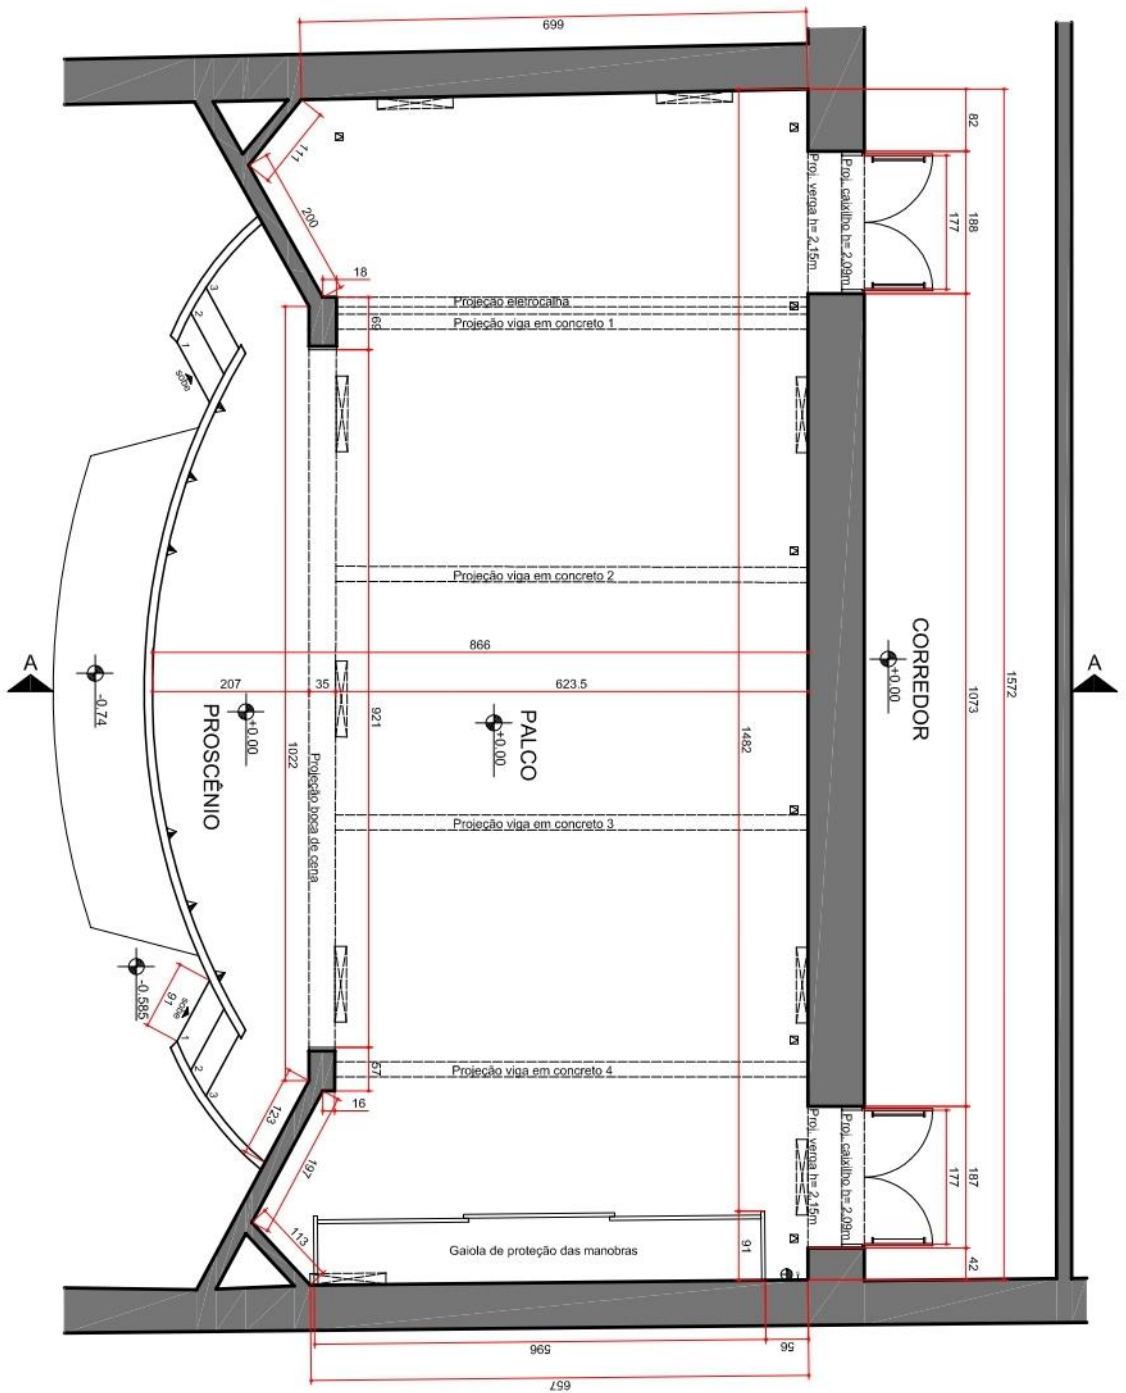 699
82
111
Proj. verga h= 2,15m
Proj. caixilho h= 2,09m
177
188
200
18
3
2
1
sobe
Projeção eletrocalha
Projeção viga em concreto 1
69
Projeção viga em concreto 2
CORREDOR
866
A
A
-0.74
207
35
623.5
+0.00
+0.00
+0.00
PROSCÊNIO
PALCO
921
1022
1482
1073
1572
Projeção boca de cena
Projeção viga em concreto 3
-0.585
91
sobe
1
2
3
Projeção viga em concreto 4
57
16
123
197
113
Proj. verga h= 2,15m
Proj. caixilho h= 2,09m
177
187
Gaiola de proteção das manobras
91
42
596
56
657